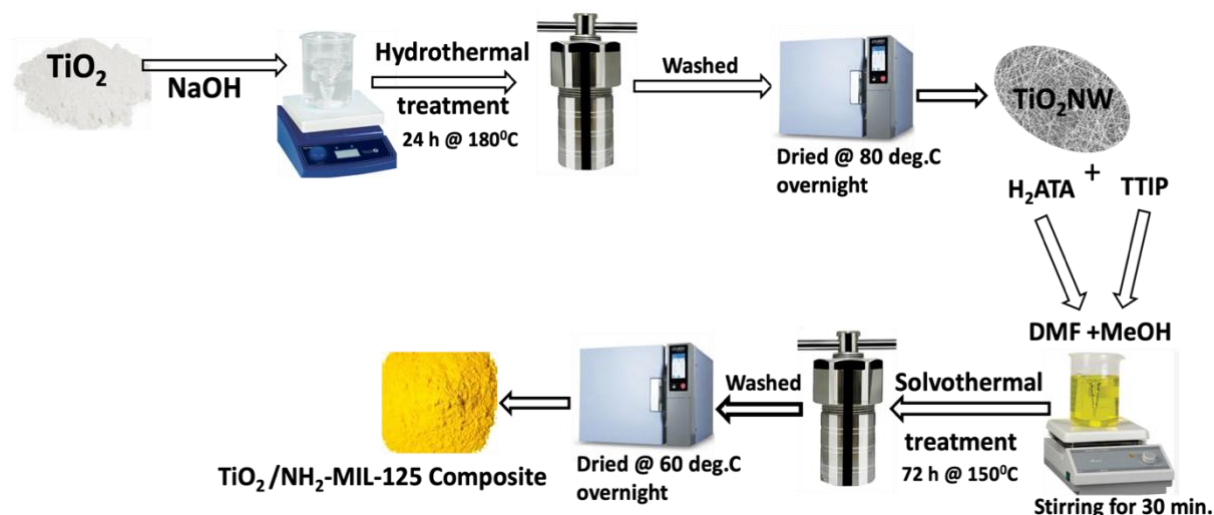 TiO₂
NaOH
Hydrothermal
treatment
24 h @ 180⁰C
Washed
Dried @ 80 deg.C
overnight
TiO₂NW
+
H₂ATA
TTIP
DMF +MeOH
Stirring for 30 min.
Solvothermal
treatment
72 h @ 150⁰C
Washed
Dried @ 60 deg.C
overnight
TiO₂/NH₂-MIL-125 Composite